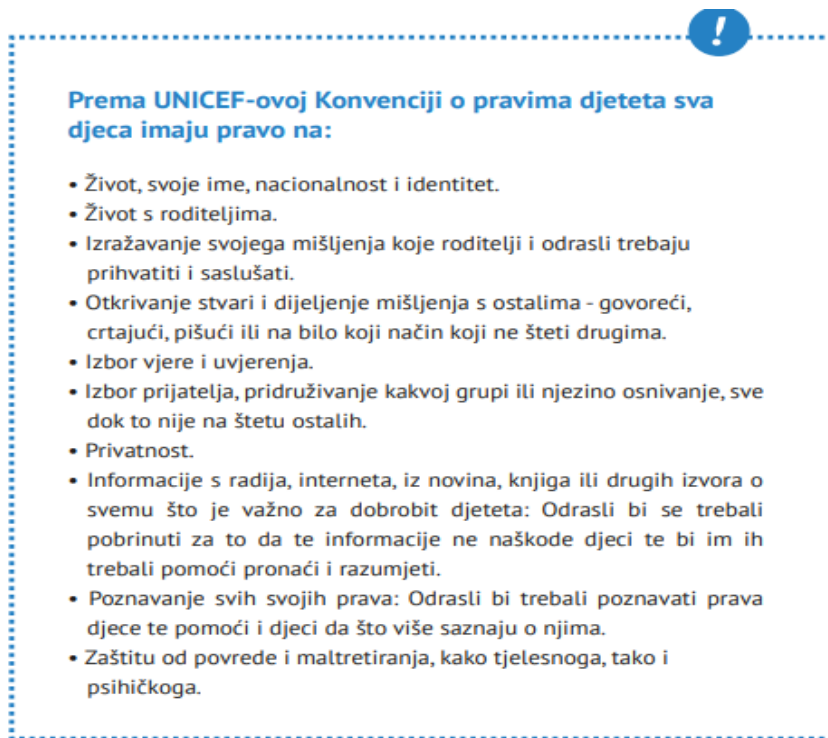 !
Prema UNICEF-ovoj Konvenciji o pravima djeteta sva
djeca imaju pravo na:
• Život, svoje ime, nacionalnost i identitet.
• Život s roditeljima.
• Izražavanje svojega mišljenja koje roditelji i odrasli trebaju
prihvatiti i saslušati.
• Otkrivanje stvari i dijeljenje mišljenja s ostalima - govoreći,
crtajući, pišući ili na bilo koji način koji ne šteti drugima.
• Izbor vjere i uvjerenja.
• Izbor prijatelja, pridruživanje kakvoj grupi ili njezino osnivanje, sve
dok to nije na štetu ostalih.
• Privatnost.
• Informacije s radija, interneta, iz novina, knjiga ili drugih izvora o
svemu što je važno za dobrobit djeteta: Odrasli bi se trebali
pobrinuti za to da te informacije ne naškode djeci te bi im ih
trebali pomoći pronaći i razumjeti.
• Poznavanje svih svojih prava: Odrasli bi trebali poznavati prava
djece te pomoći i djeci da što više saznaju o njima.
• Zaštitu od povrede i maltretiranja, kako tjelesnoga, tako i
psihičkoga.